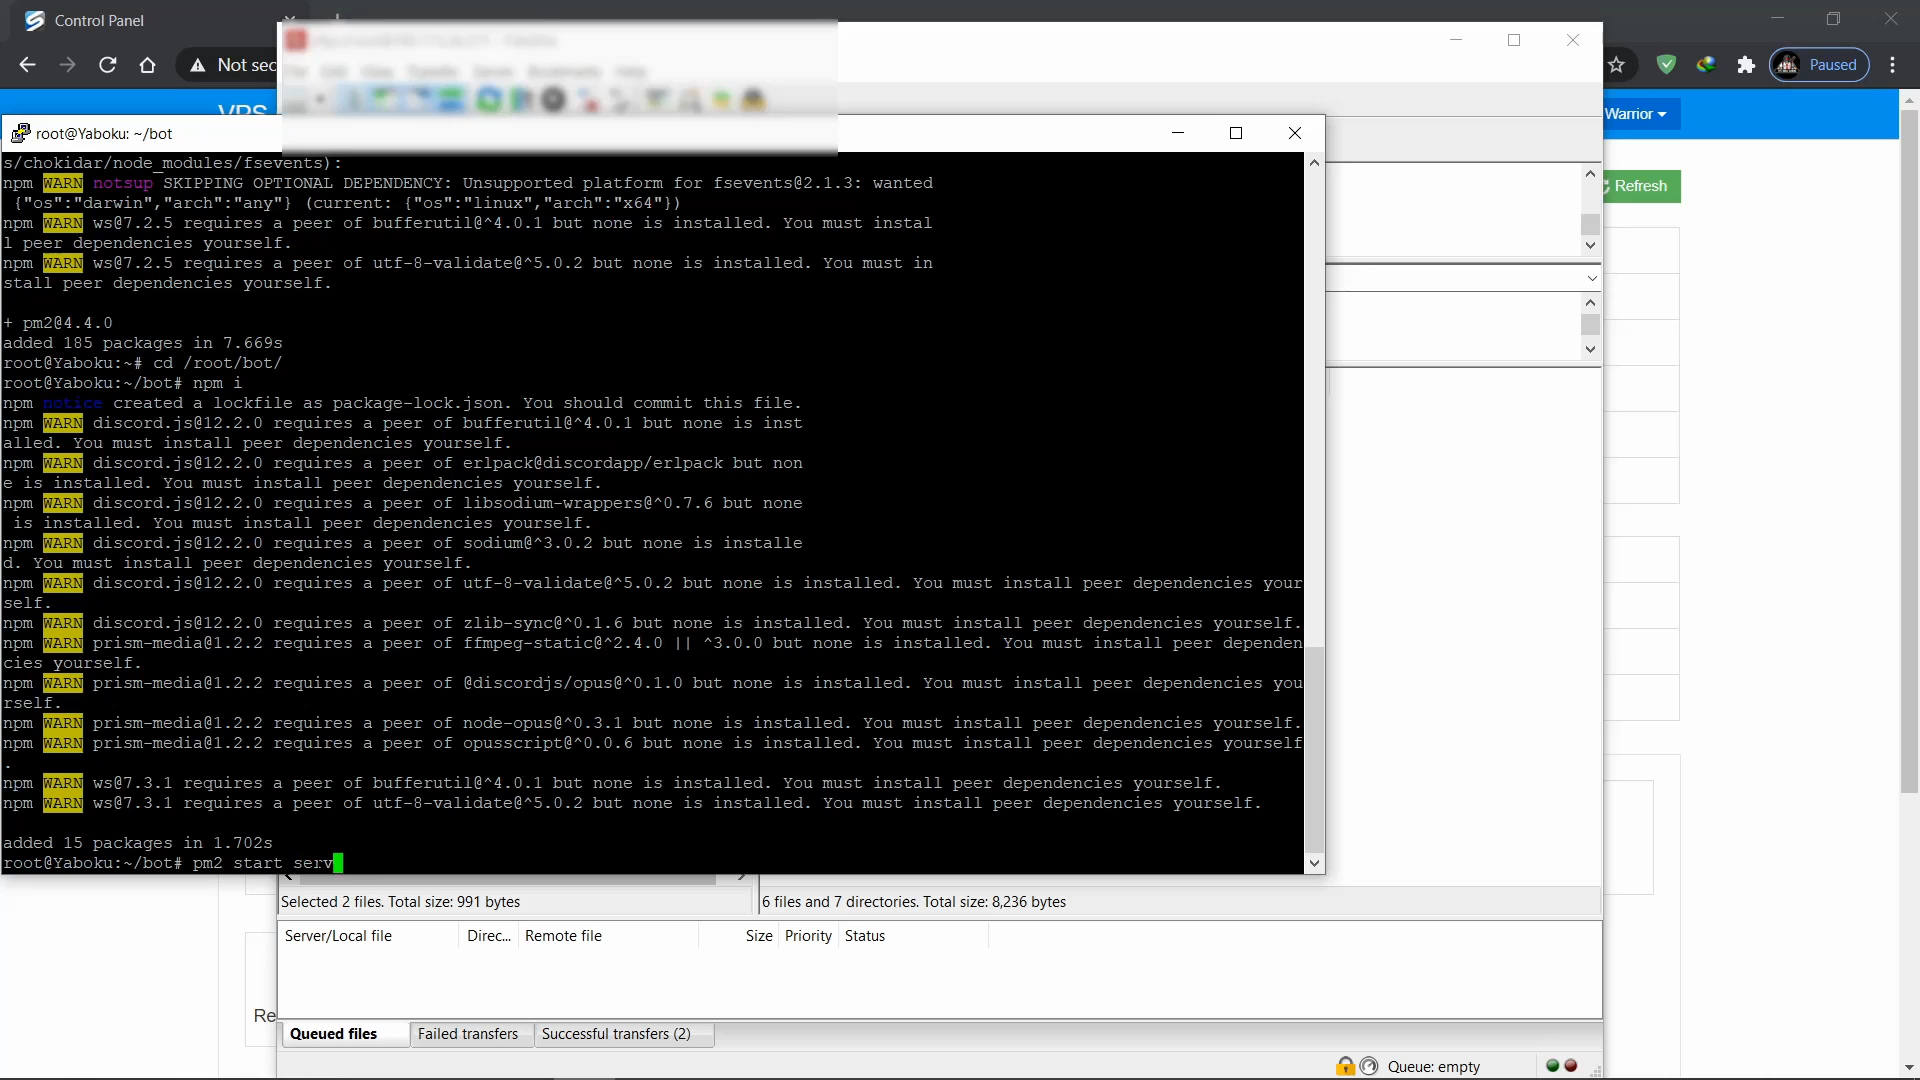 Control Panel
Not sec
Paused
VPS
Warrior
root@Yaboku: ~/bot
Refresh
s/chokidar/node_modules/fsevents):
npm WARN notsup SKIPPING OPTIONAL DEPENDENCY: Unsupported platform for fsevents@2.1.3: wanted
{"os":"darwin","arch":"any"} (current: {"os":"linux","arch":"x64"})
npm WARN ws@7.2.5 requires a peer of bufferutil@^4.0.1 but none is installed. You must instal
l peer dependencies yourself.
npm WARN ws@7.2.5 requires a peer of utf-8-validate@^5.0.2 but none is installed. You must in
stall peer dependencies yourself.
+ pm2@4.4.0
added 185 packages in 7.669s
root@Yaboku:~# cd /root/bot/
root@Yaboku:~/bot# npm i
npm notice created a lockfile as package-lock.json. You should commit this file.
npm WARN discord.js@12.2.0 requires a peer of bufferutil@^4.0.1 but none is inst
alled. You must install peer dependencies yourself.
npm WARN discord.js@12.2.0 requires a peer of erlpack@discordapp/erlpack but non
e is installed. You must install peer dependencies yourself.
npm WARN discord.js@12.2.0 requires a peer of libsodium-wrappers@^0.7.6 but none
is installed. You must install peer dependencies yourself.
npm WARN discord.js@12.2.0 requires a peer of sodium@^3.0.2 but none is installe
d. You must install peer dependencies yourself.
npm WARN discord.js@12.2.0 requires a peer of utf-8-validate@^5.0.2 but none is installed. You must install peer dependencies your
self.
npm WARN discord.js@12.2.0 requires a peer of zlib-sync@^0.1.6 but none is installed. You must install peer dependencies yourself.
npm WARN prism-media@1.2.2 requires a peer of ffmpeg-static@^2.4.0 || ^3.0.0 but none is installed. You must install peer dependen
cies yourself.
npm WARN prism-media@1.2.2 requires a peer of @discordjs/opus@^0.1.0 but none is installed. You must install peer dependencies you
rself.
npm WARN prism-media@1.2.2 requires a peer of node-opus@^0.3.1 but none is installed. You must install peer dependencies yourself.
npm WARN prism-media@1.2.2 requires a peer of opusscript@^0.0.6 but none is installed. You must install peer dependencies yourself
.
npm WARN ws@7.3.1 requires a peer of bufferutil@^4.0.1 but none is installed. You must install peer dependencies yourself.
npm WARN ws@7.3.1 requires a peer of utf-8-validate@^5.0.2 but none is installed. You must install peer dependencies yourself.
added 15 packages in 1.702s
root@Yaboku:~/bot# pm2 start serv
Selected 2 files. Total size: 991 bytes
6 files and 7 directories. Total size: 8,236 bytes
Server/Local file Direc... Remote file Size Priority Status
Re
Queued files Failed transfers Successful transfers (2)
Queue: empty